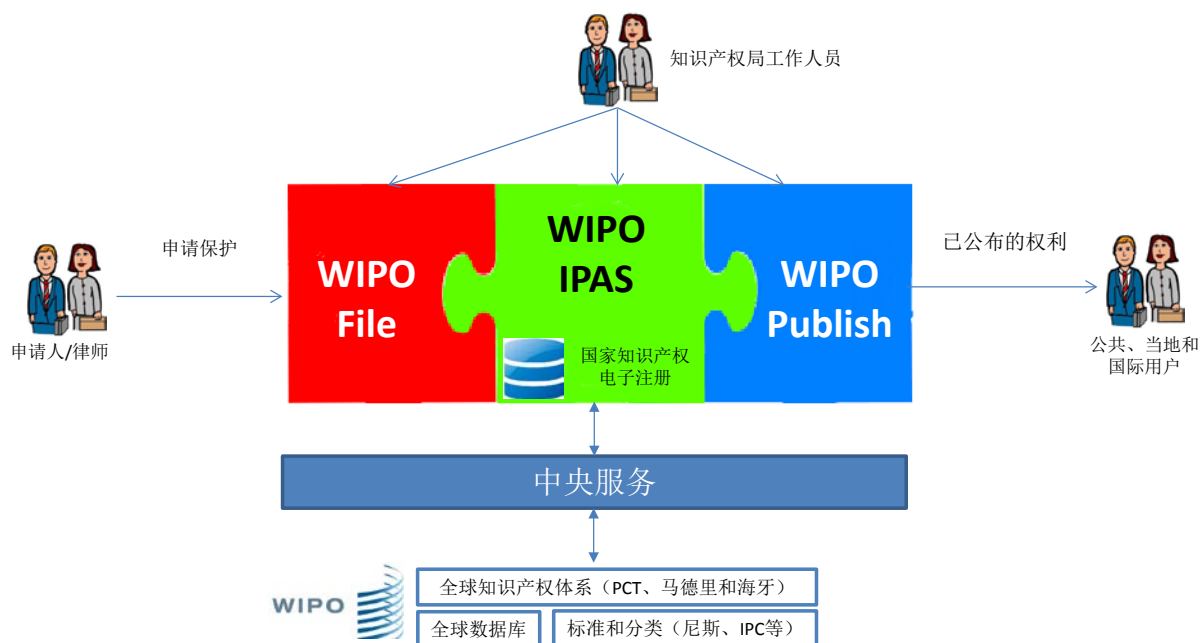 知识产权局工作人员
申请保护
申请人/律师
WIPO
File
WIPO
IPAS
国家知识产权
电子注册
WIPO
Publish
已公布的权利
公共、当地和
国际用户
中央服务
WIPO
全球知识产权体系（PCT、马德里和海牙）
全球数据库
标准和分类（尼斯、IPC等）